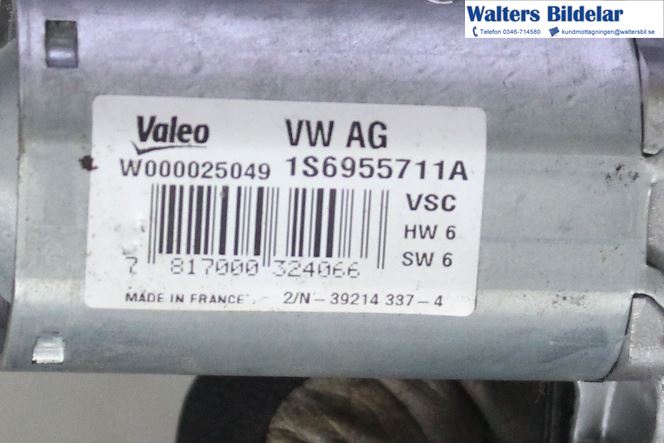 Walters Bildelar
Telefon 0346-714580 kundmottagningen@waltersbil.se
Valeo VW AG
W000025049 1S6955711A
VSC
HW 6
SW 6
7 817000 324066
MADE IN FRANCE 2/N-39214 337-4